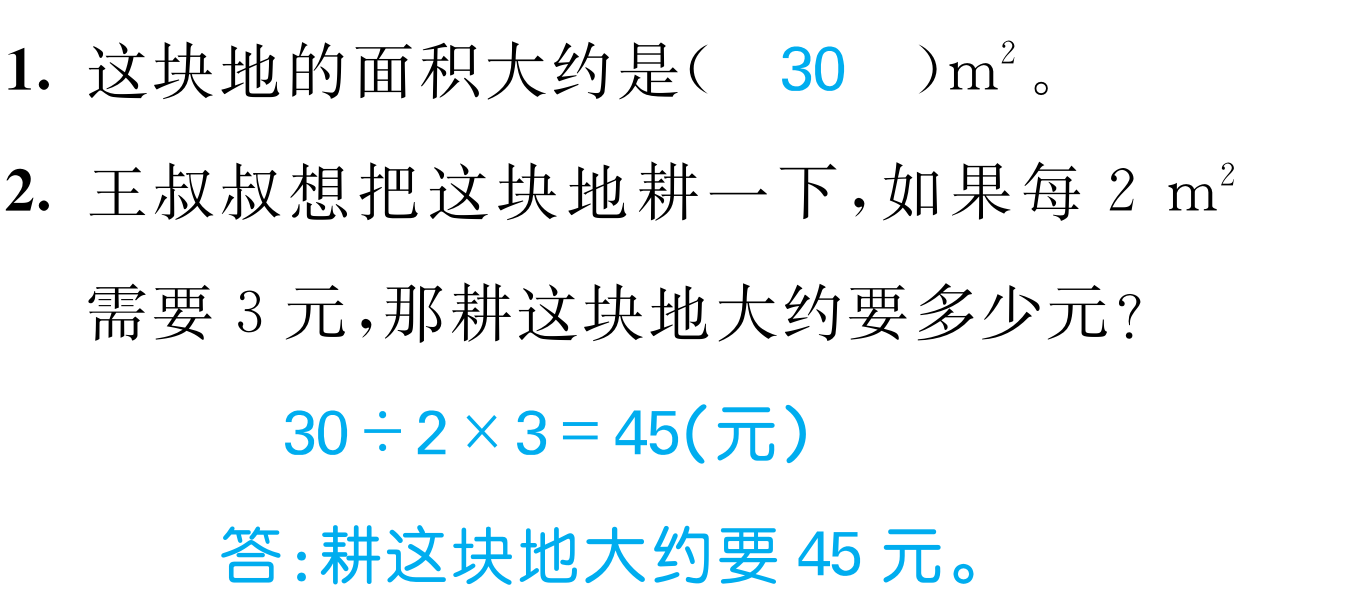 1. 这块地的面积大约是( 30 )m²。
2. 王叔叔想把这块地耕一下,如果每 2 m²
需要 3 元,那耕这块地大约要多少元?
30÷2×3=45(元)
答:耕这块地大约要 45 元。